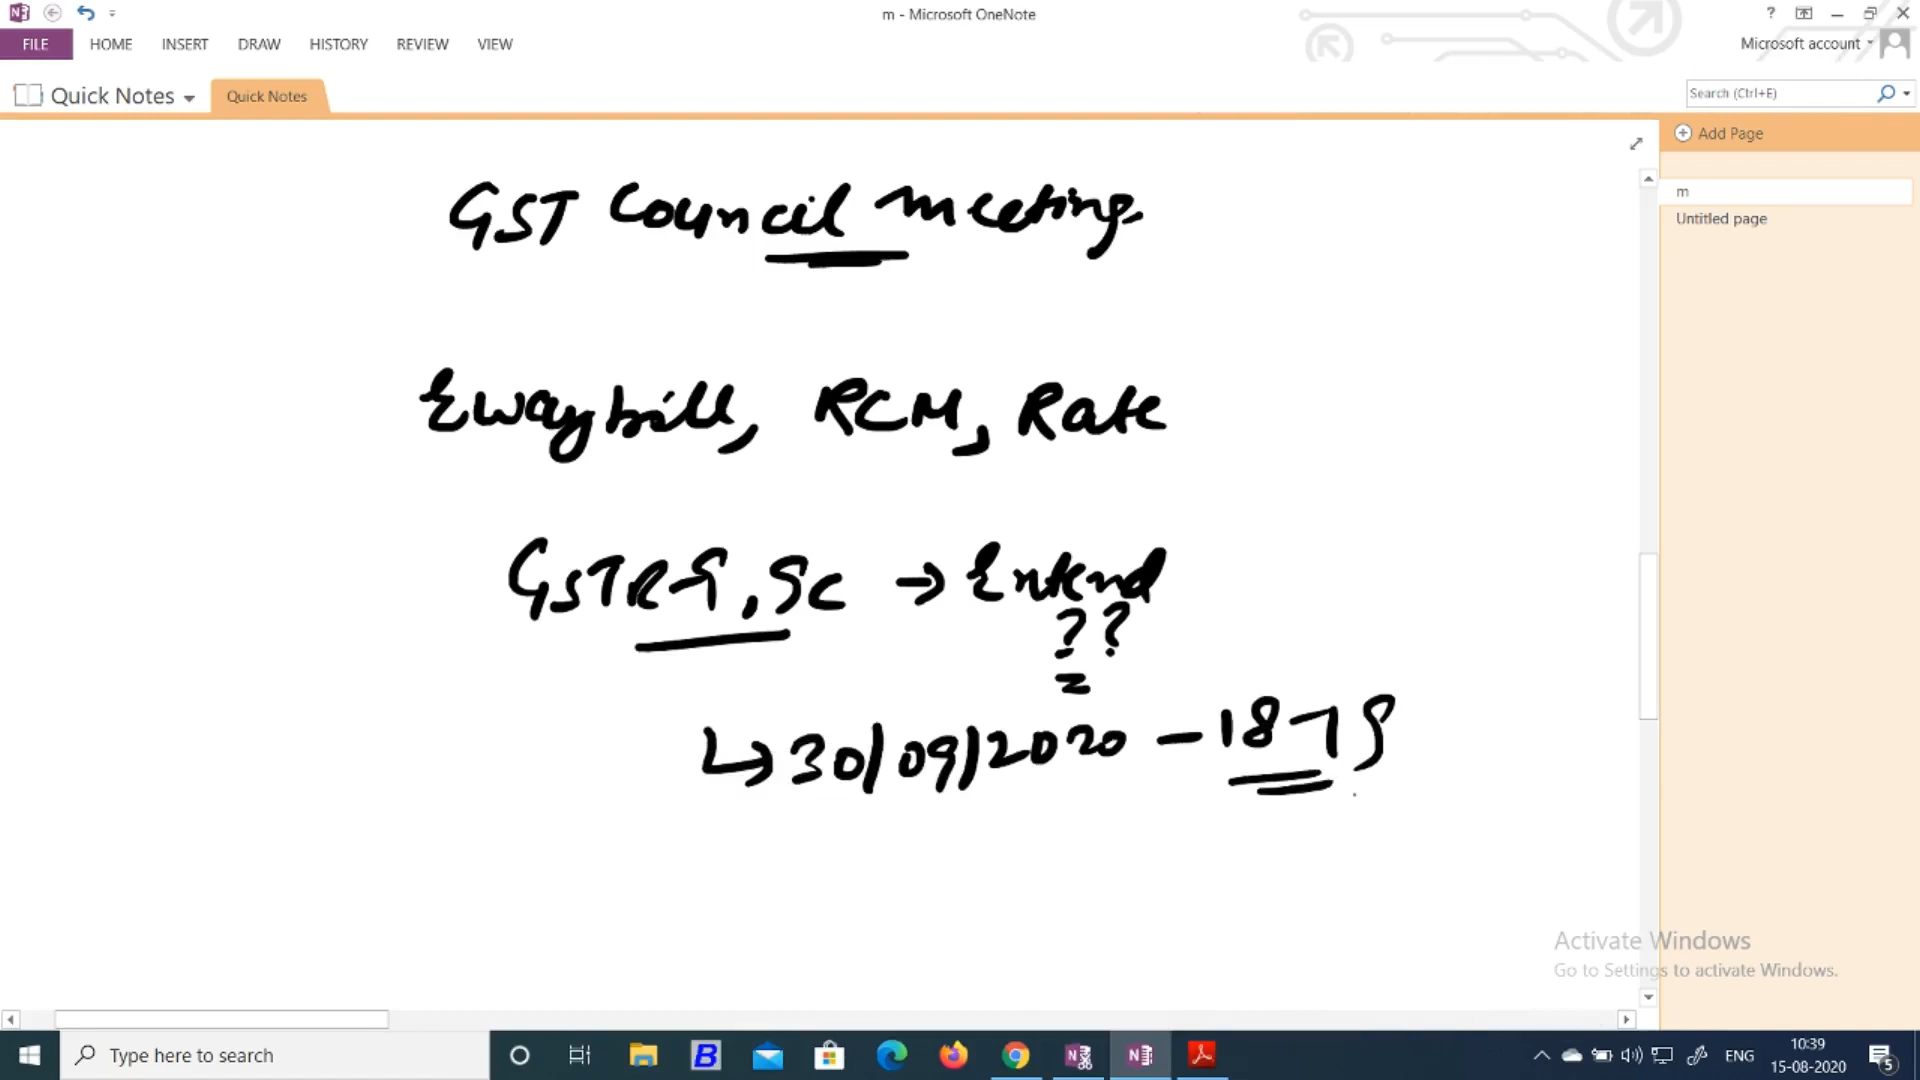 m - Microsoft OneNote
?
FILE HOME INSERT DRAW HISTORY REVIEW VIEW
Microsoft account
Quick Notes Quick Notes
Search (Ctrl+E)
Add Page
m
Untitled page
GST Council meeting
Ewaybill, RCM, Rate
GSTR 9, 9C → Extend
? ?
↳ 30/09/2020 – 18-19
Activate Windows
Go to Settings to activate Windows.
Type here to search
ENG
10:39
15-08-2020
5